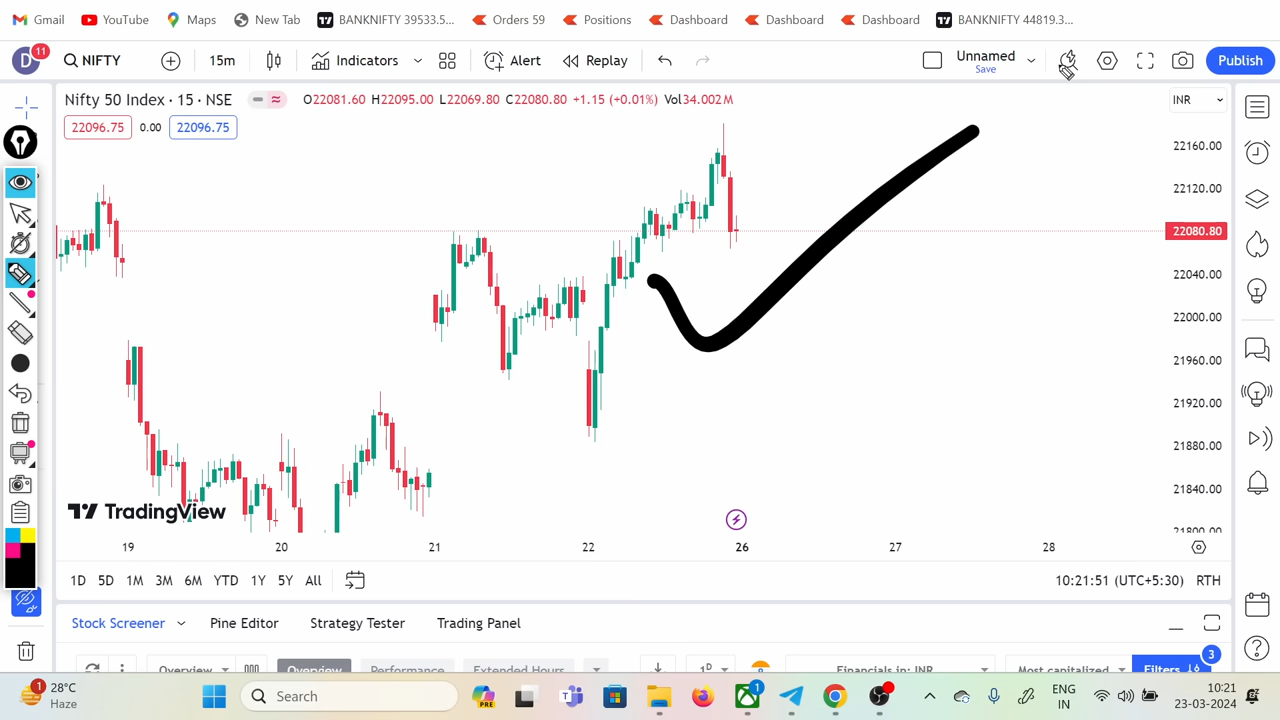 Gmail YouTube Maps New Tab BANKNIFTY 39533.5... Orders 59 Positions Dashboard Dashboard Dashboard BANKNIFTY 44819.3...
D 11 NIFTY 15m Indicators Alert Replay Unnamed Save Publish
Nifty 50 Index · 15 · NSE O22081.60 H22095.00 L22069.80 C22080.80 +1.15 (+0.01%) Vol34.002M INR
22096.75 0.00 22096.75
22160.00
22120.00
22080.80
22040.00
22000.00
21960.00
21920.00
21880.00
21840.00
21800.00
TradingView
19 20 21 22 26 27 28
1D 5D 1M 3M 6M YTD 1Y 5Y All 10:21:51 (UTC+5:30) RTH
Stock Screener Pine Editor Strategy Tester Trading Panel
Overview Overview Performance Extended Hours 1D Financials in: INR Most capitalized Filters 3
1 28°C Haze Search PRE 1 ENG IN 10:21 23-03-2024